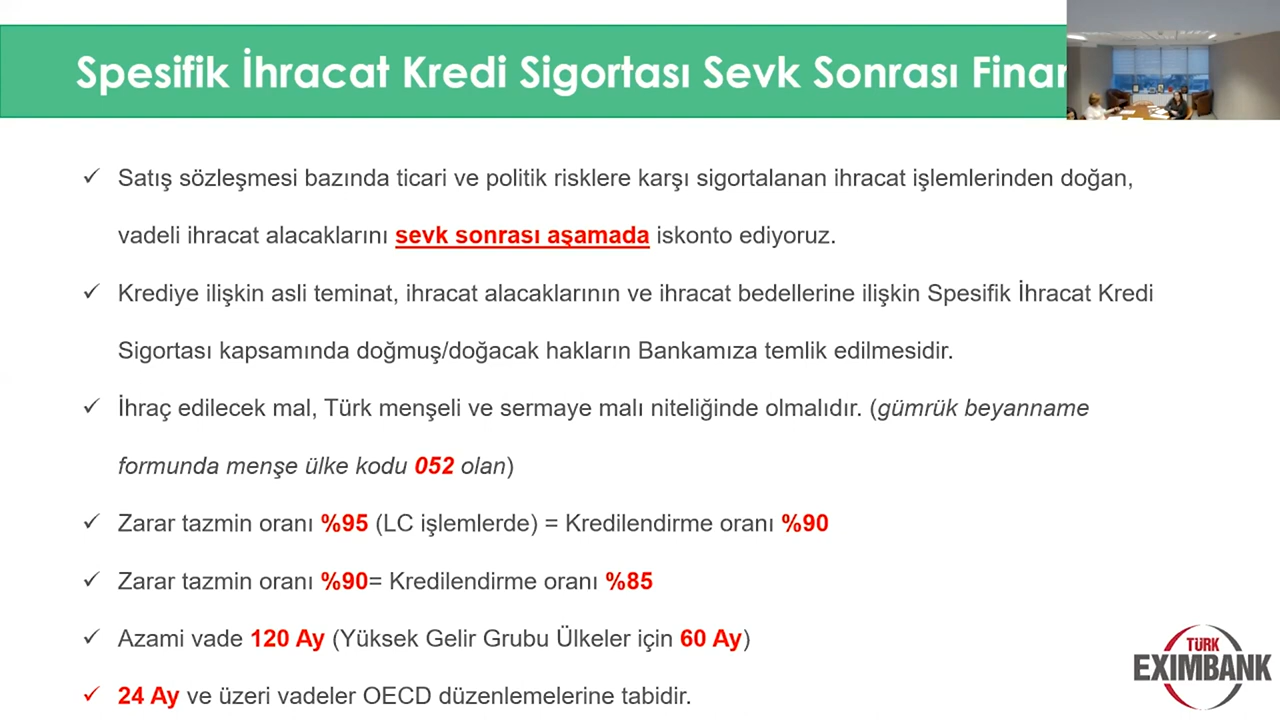 Spesifik İhracat Kredi Sigortası Sevk Sonrası
Satış sözleşmesi bazında ticari ve politik risklere karşı sigortalanan ihracat işlemlerinden doğan,
vadeli ihracat alacaklarını sevk sonrası aşamada iskonto ediyoruz.
Krediye ilişkin asli teminat, ihracat alacaklarının ve ihracat bedellerine ilişkin Spesifik İhracat Kredi
Sigortası kapsamında doğmuş/doğacak hakların Bankamıza temlik edilmesidir.
İhraç edilecek mal, Türk menşeli ve sermaye malı niteliğinde olmalıdır. (gümrük beyanname
formunda menşe ülke kodu 052 olan)
Zarar tazmin oranı %95 (LC işlemlerde) = Kredilendirme oranı %90
Zarar tazmin oranı %90= Kredilendirme oranı %85
Azami vade 120 Ay (Yüksek Gelir Grubu Ülkeler için 60 Ay)
24 Ay ve üzeri vadeler OECD düzenlemelerine tabidir.
TÜRK
EXIMBANK